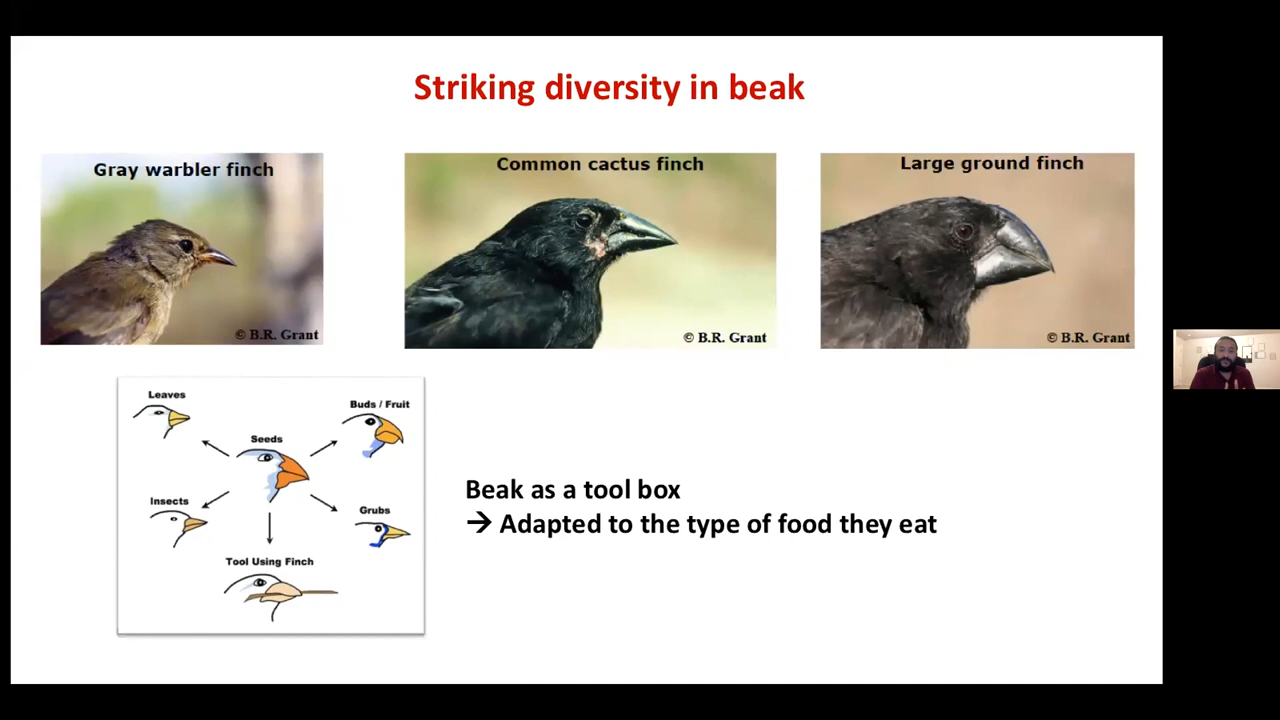 Striking diversity in beak
Gray warbler finch
© B.R. Grant
Common cactus finch
© B.R. Grant
Large ground finch
© B.R. Grant
Leaves
Buds / Fruit
Seeds
Insects
Grubs
Tool Using Finch
Beak as a tool box
→ Adapted to the type of food they eat